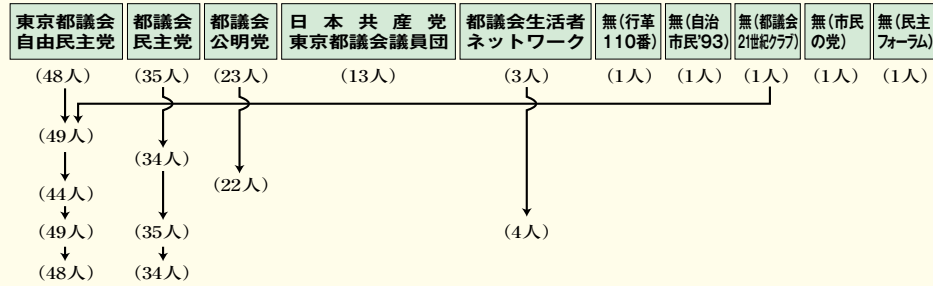 東京都議会
自由民主党
都議会
民主党
都議会
公明党
日本共産党
東京都議会議員団
都議会生活者
ネットワーク
無(行革
110番)
無(自治
市民'93)
無(都議会
21世紀クラブ)
無(市民
の党)
無(民主
フォーラム)
(48人) (35人) (23人) (13人) (3人) (1人) (1人) (1人) (1人) (1人)
(49人)
(34人)
(22人)
(44人)
(49人) (35人) (4人)
(48人) (34人)